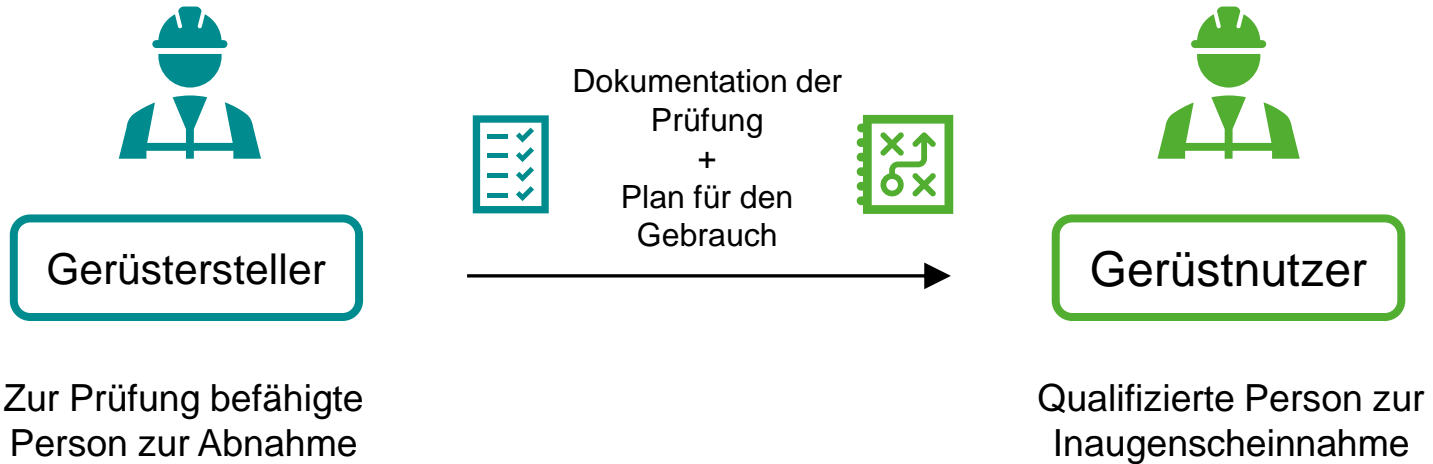 Dokumentation der
Prüfung
+
Plan für den
Gebrauch
Gerüstersteller
Gerüstnutzer
Zur Prüfung befähigte
Person zur Abnahme
Qualifizierte Person zur
Inaugenscheinnahme